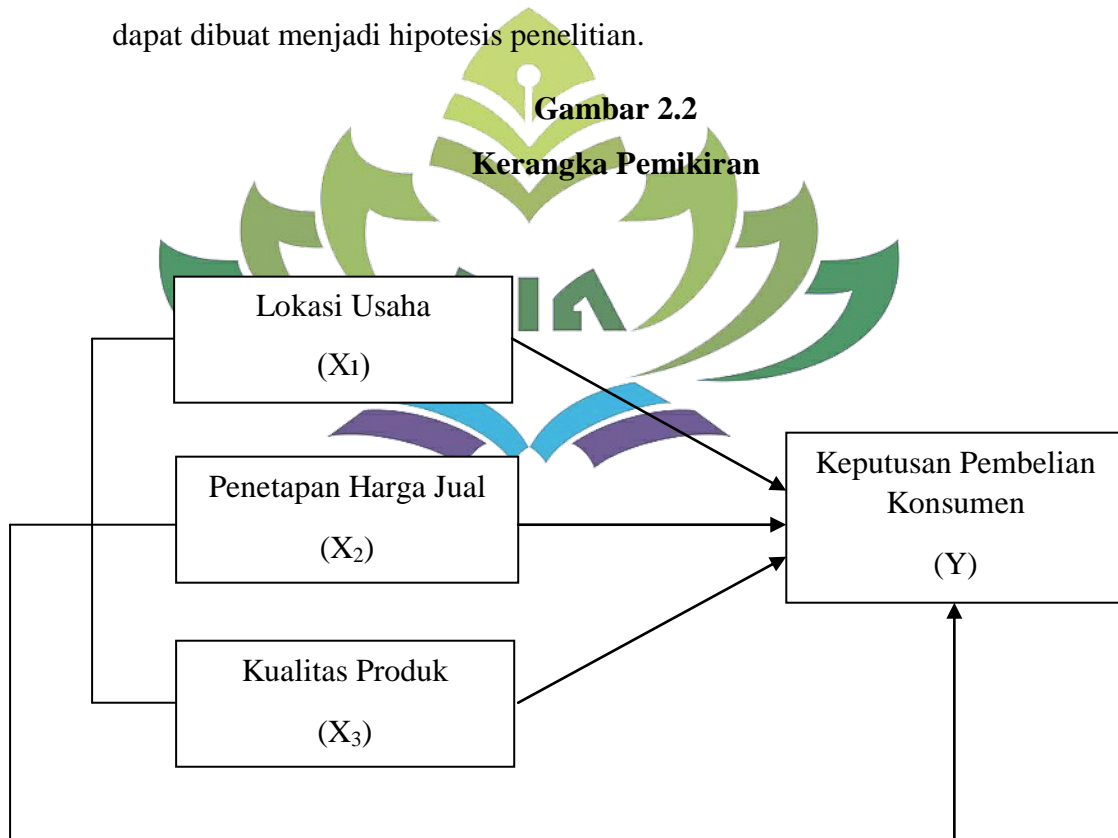 dapat dibuat menjadi hipotesis penelitian.
Gambar 2.2
Kerangka Pemikiran
Lokasi Usaha
(X1)
Penetapan Harga Jual
(X₂)
Kualitas Produk
(X₃)
Keputusan Pembelian
Konsumen
(Y)